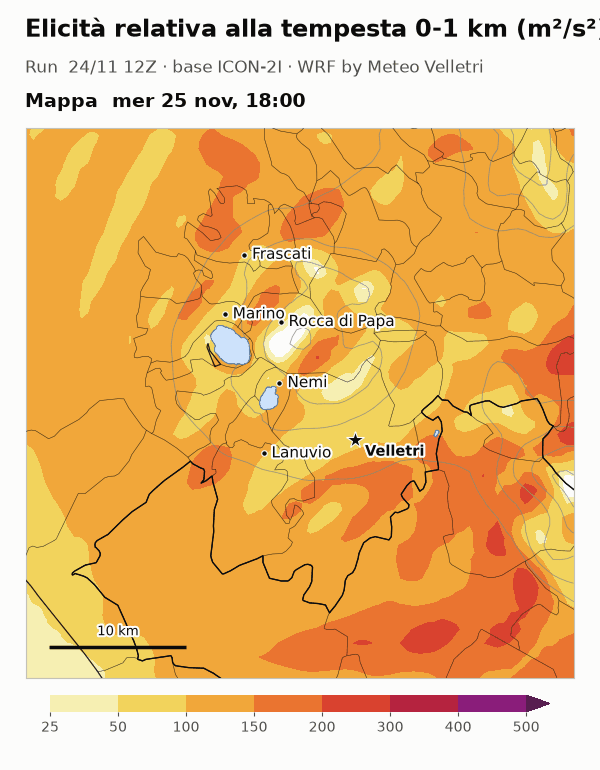 Elicità relativa alla tempesta 0-1 km (m²/s²)
Run 24/11 12Z · base ICON-2I · WRF by Meteo Velletri
Mappa mer 25 nov, 18:00
Frascati
Marino
Rocca di Papa
Nemi
Velletri
Lanuvio
10 km
25 50 100 150 200 300 400 500